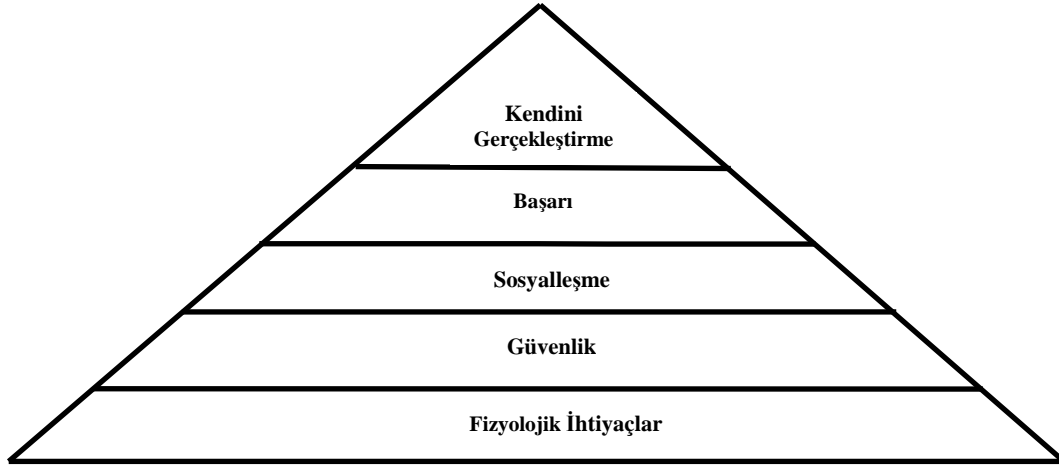 Kendini
Gerçekleştirme
Başarı
Sosyalleşme
Güvenlik
Fizyolojik İhtiyaçlar